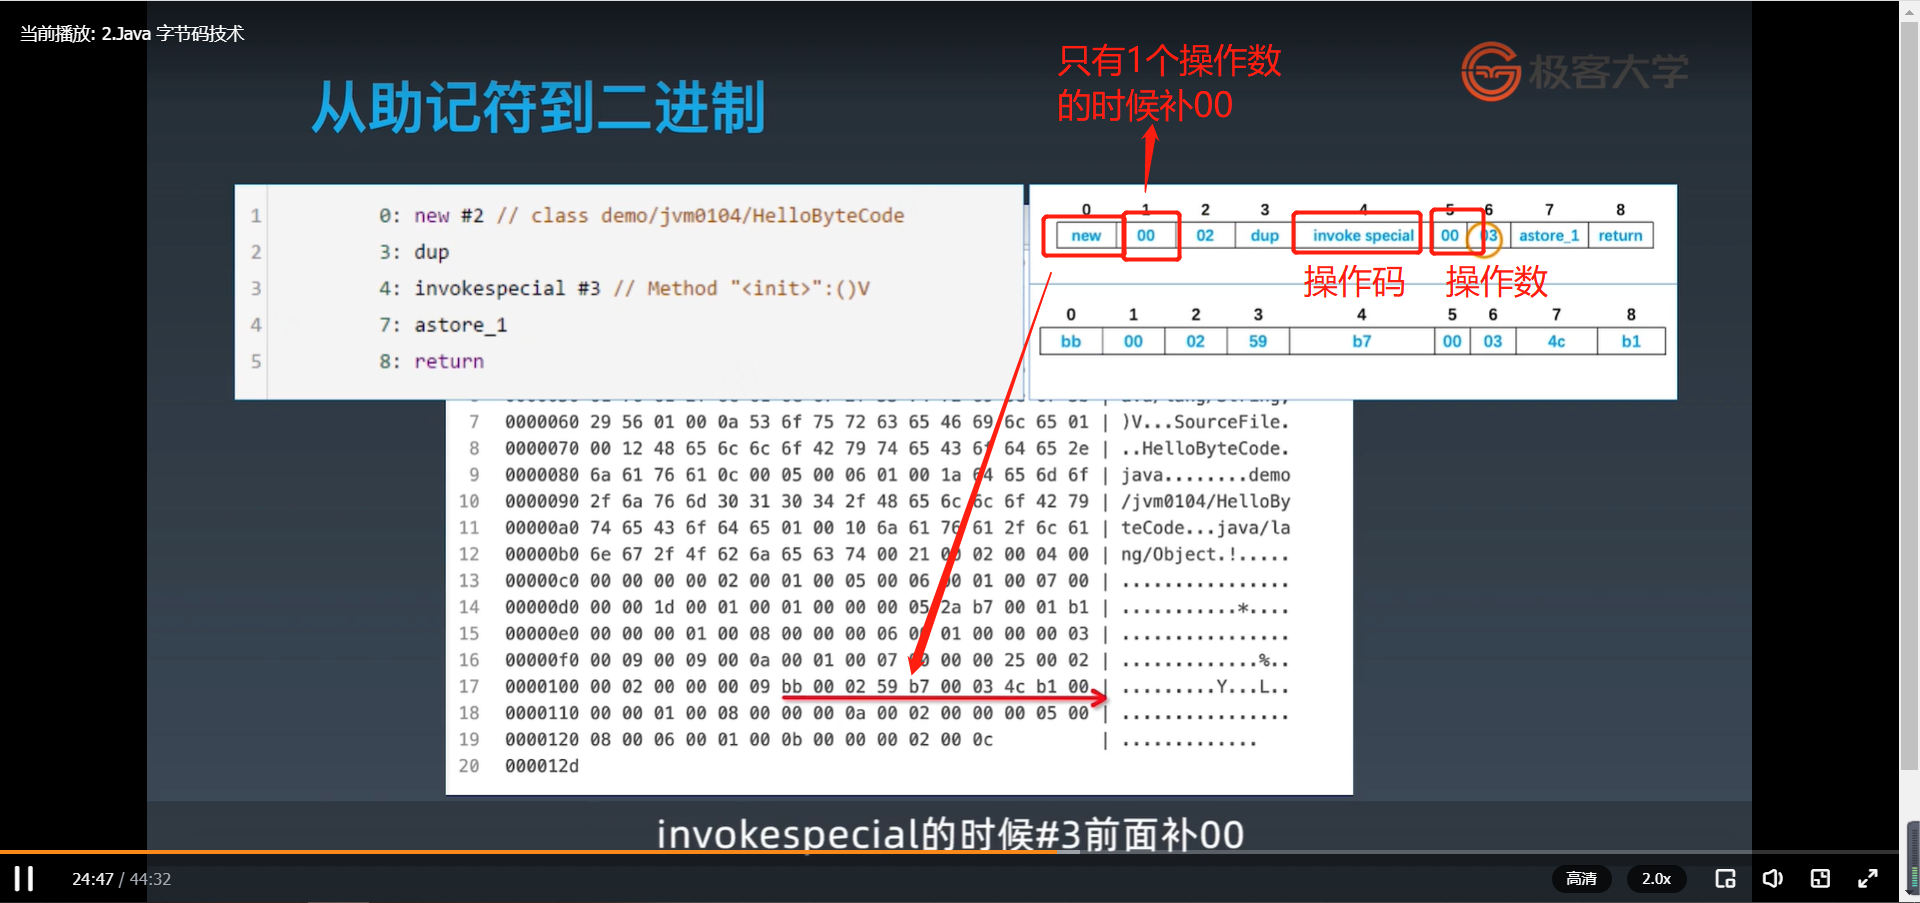 当前播放: 2.Java 字节码技术
只有1个操作数
的时候补00
极客大学
从助记符到二进制
1 0: new #2 // class demo/jvm0104/HelloByteCode
2 3: dup
3 4: invokespecial #3 // Method "<init>":()V
4 7: astore_1
5 8: return
0 1 2 3 4 5 6 7 8
new 00 02 dup invoke special 00 03 astore_1 return
操作码 操作数
0 1 2 3 4 5 6 7 8
bb 00 02 59 b7 00 03 4c b1
7 0000060 29 56 01 00 0a 53 6f 75 72 63 65 46 69 6c 65 01 | )V...SourceFile.
8 0000070 00 12 48 65 6c 6c 6f 42 79 74 65 43 6f 64 65 2e | ..HelloByteCode.
9 0000080 6a 61 76 61 0c 00 05 00 06 01 00 1a 64 65 6d 6f | java........demo
10 0000090 2f 6a 76 6d 30 31 30 34 2f 48 65 6c 6c 6f 42 79 | /jvm0104/HelloBy
11 00000a0 74 65 43 6f 64 65 01 00 10 6a 61 76 61 2f 6c 61 | teCode...java/la
12 00000b0 6e 67 2f 4f 62 6a 65 63 74 00 21 00 02 00 04 00 | ng/Object.!.....
13 00000c0 00 00 00 00 02 00 01 00 05 00 06 00 01 00 07 00 | ................
14 00000d0 00 00 1d 00 01 00 01 00 00 00 05 2a b7 00 01 b1 | ...........*....
15 00000e0 00 00 00 01 00 08 00 00 00 06 00 01 00 00 00 03 | ................
16 00000f0 00 09 00 09 00 0a 00 01 00 07 00 00 00 25 00 02 | .............%..
17 0000100 00 02 00 00 00 09 bb 00 02 59 b7 00 03 4c b1 00 | .........Y...L..
18 0000110 00 00 01 00 08 00 00 00 0a 00 02 00 00 00 05 00 | ................
19 0000120 08 00 06 00 01 00 0b 00 00 00 02 00 0c | .............
20 000012d
invokespecial的时候#3前面补00
24:47 / 44:32
高清
2.0x